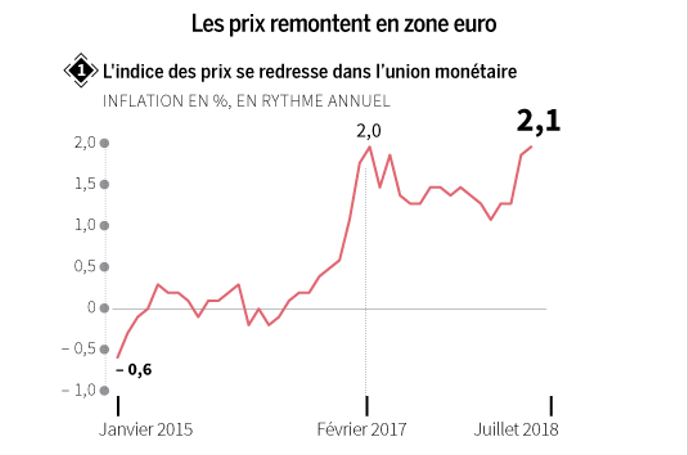 Les prix remontent en zone euro
1 L'indice des prix se redresse dans l'union monétaire
INFLATION EN %, EN RYTHME ANNUEL
2,1
2,0
2,0
1,5
1,0
0,5
0
– 0,5
– 0,6
– 1,0
Janvier 2015 Février 2017 Juillet 2018